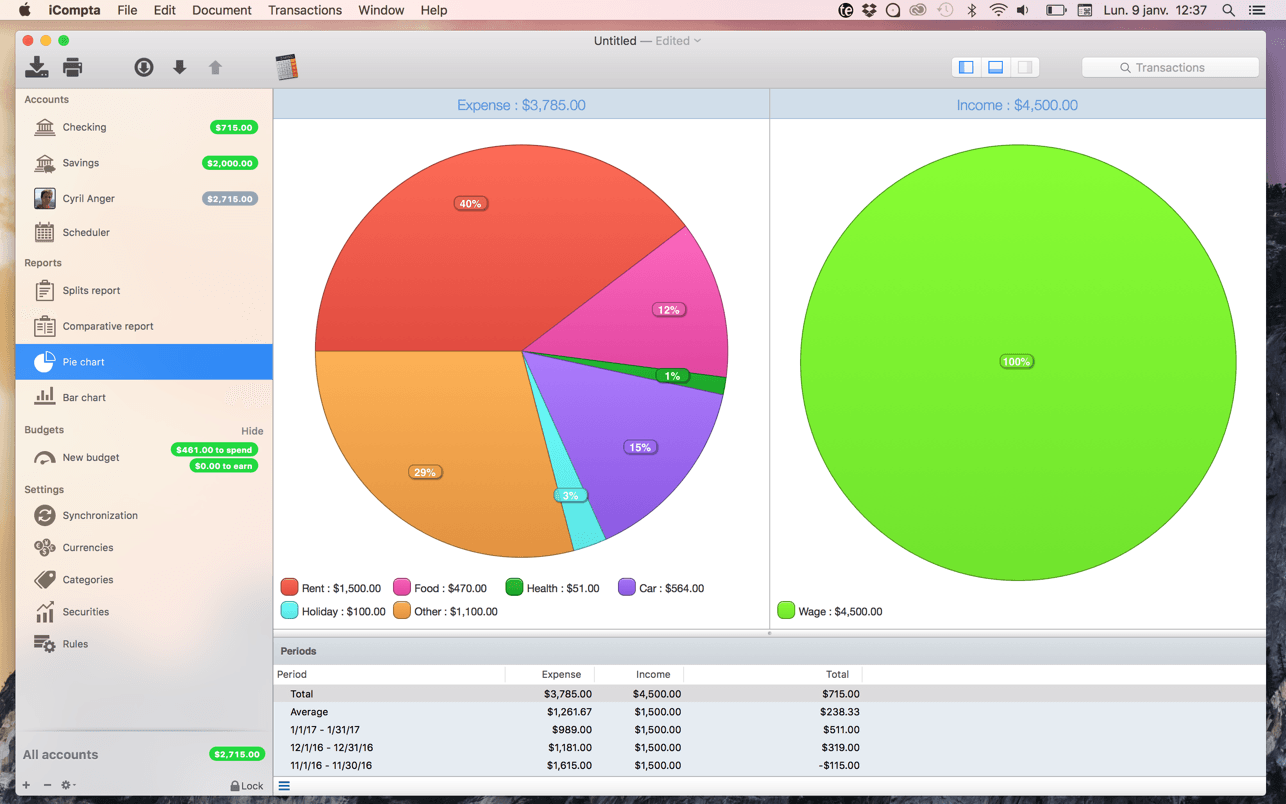 iCompta File Edit Document Transactions Window Help Lun. 9 janv. 12:37
Untitled — Edited
Transactions
Accounts
Checking $715.00
Savings $2,000.00
Cyril Anger $2,715.00
Scheduler
Reports
Splits report
Comparative report
Pie chart
Bar chart
Budgets Hide
New budget $461.00 to spend
$0.00 to earn
Settings
Synchronization
Currencies
Categories
Securities
Rules
All accounts $2,715.00
Lock
Expense : $3,785.00
40%
12%
1%
15%
3%
29%
Rent : $1,500.00 Food : $470.00 Health : $51.00 Car : $564.00
Holiday : $100.00 Other : $1,100.00
Income : $4,500.00
100%
Wage : $4,500.00
Periods
Period Expense Income Total
Total $3,785.00 $4,500.00 $715.00
Average $1,261.67 $1,500.00 $238.33
1/1/17 - 1/31/17 $989.00 $1,500.00 $511.00
12/1/16 - 12/31/16 $1,181.00 $1,500.00 $319.00
11/1/16 - 11/30/16 $1,615.00 $1,500.00 -$115.00